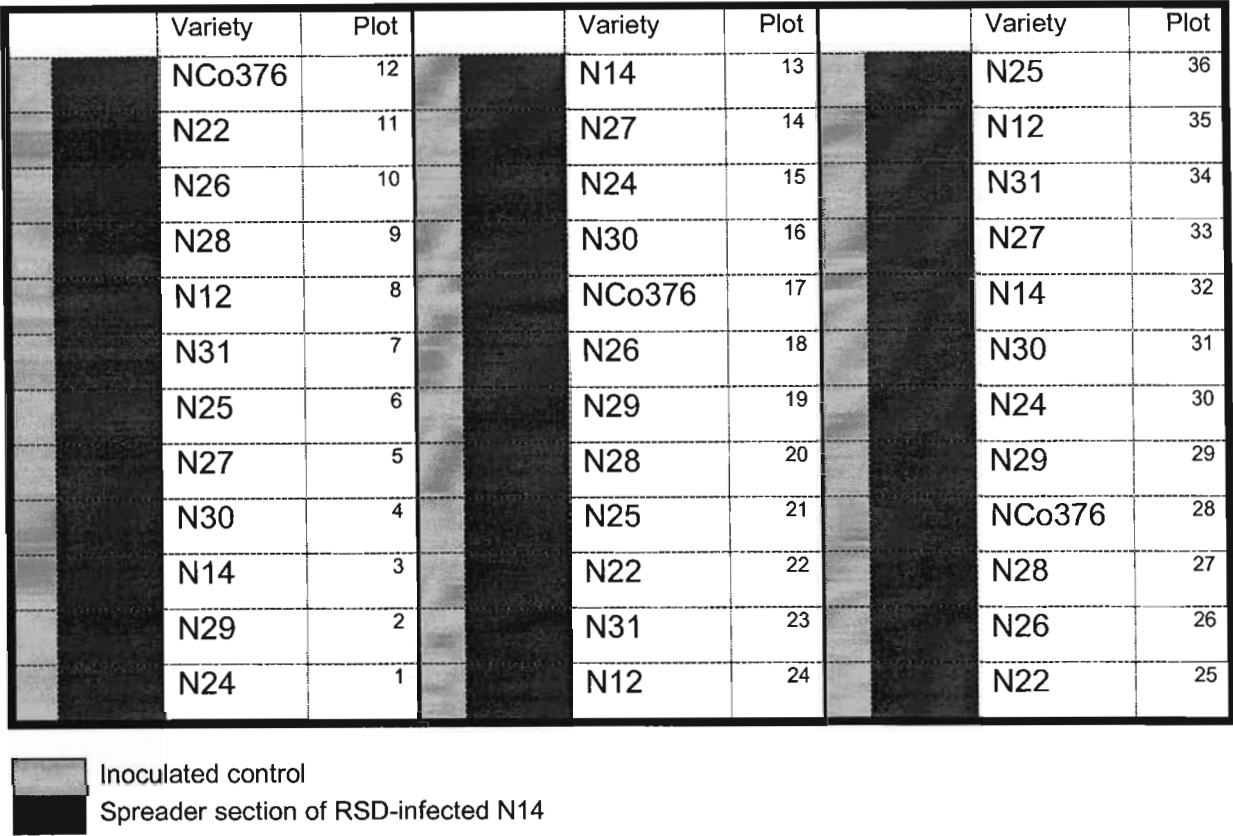 Variety Plot Variety Plot Variety Plot
NCo376 12 N14 13 N25 36
N22 11 N27 14 N12 35
N26 10 N24 15 N31 34
N28 9 N30 16 N27 33
N12 8 NCo376 17 N14 32
N31 7 N26 18 N30 31
N25 6 N29 19 N24 30
N27 5 N28 20 N29 29
N30 4 N25 21 NCo376 28
N14 3 N22 22 N28 27
N29 2 N31 23 N26 26
N24 1 N12 24 N22 25
Inoculated control
Spreader section of RSD-infected N14